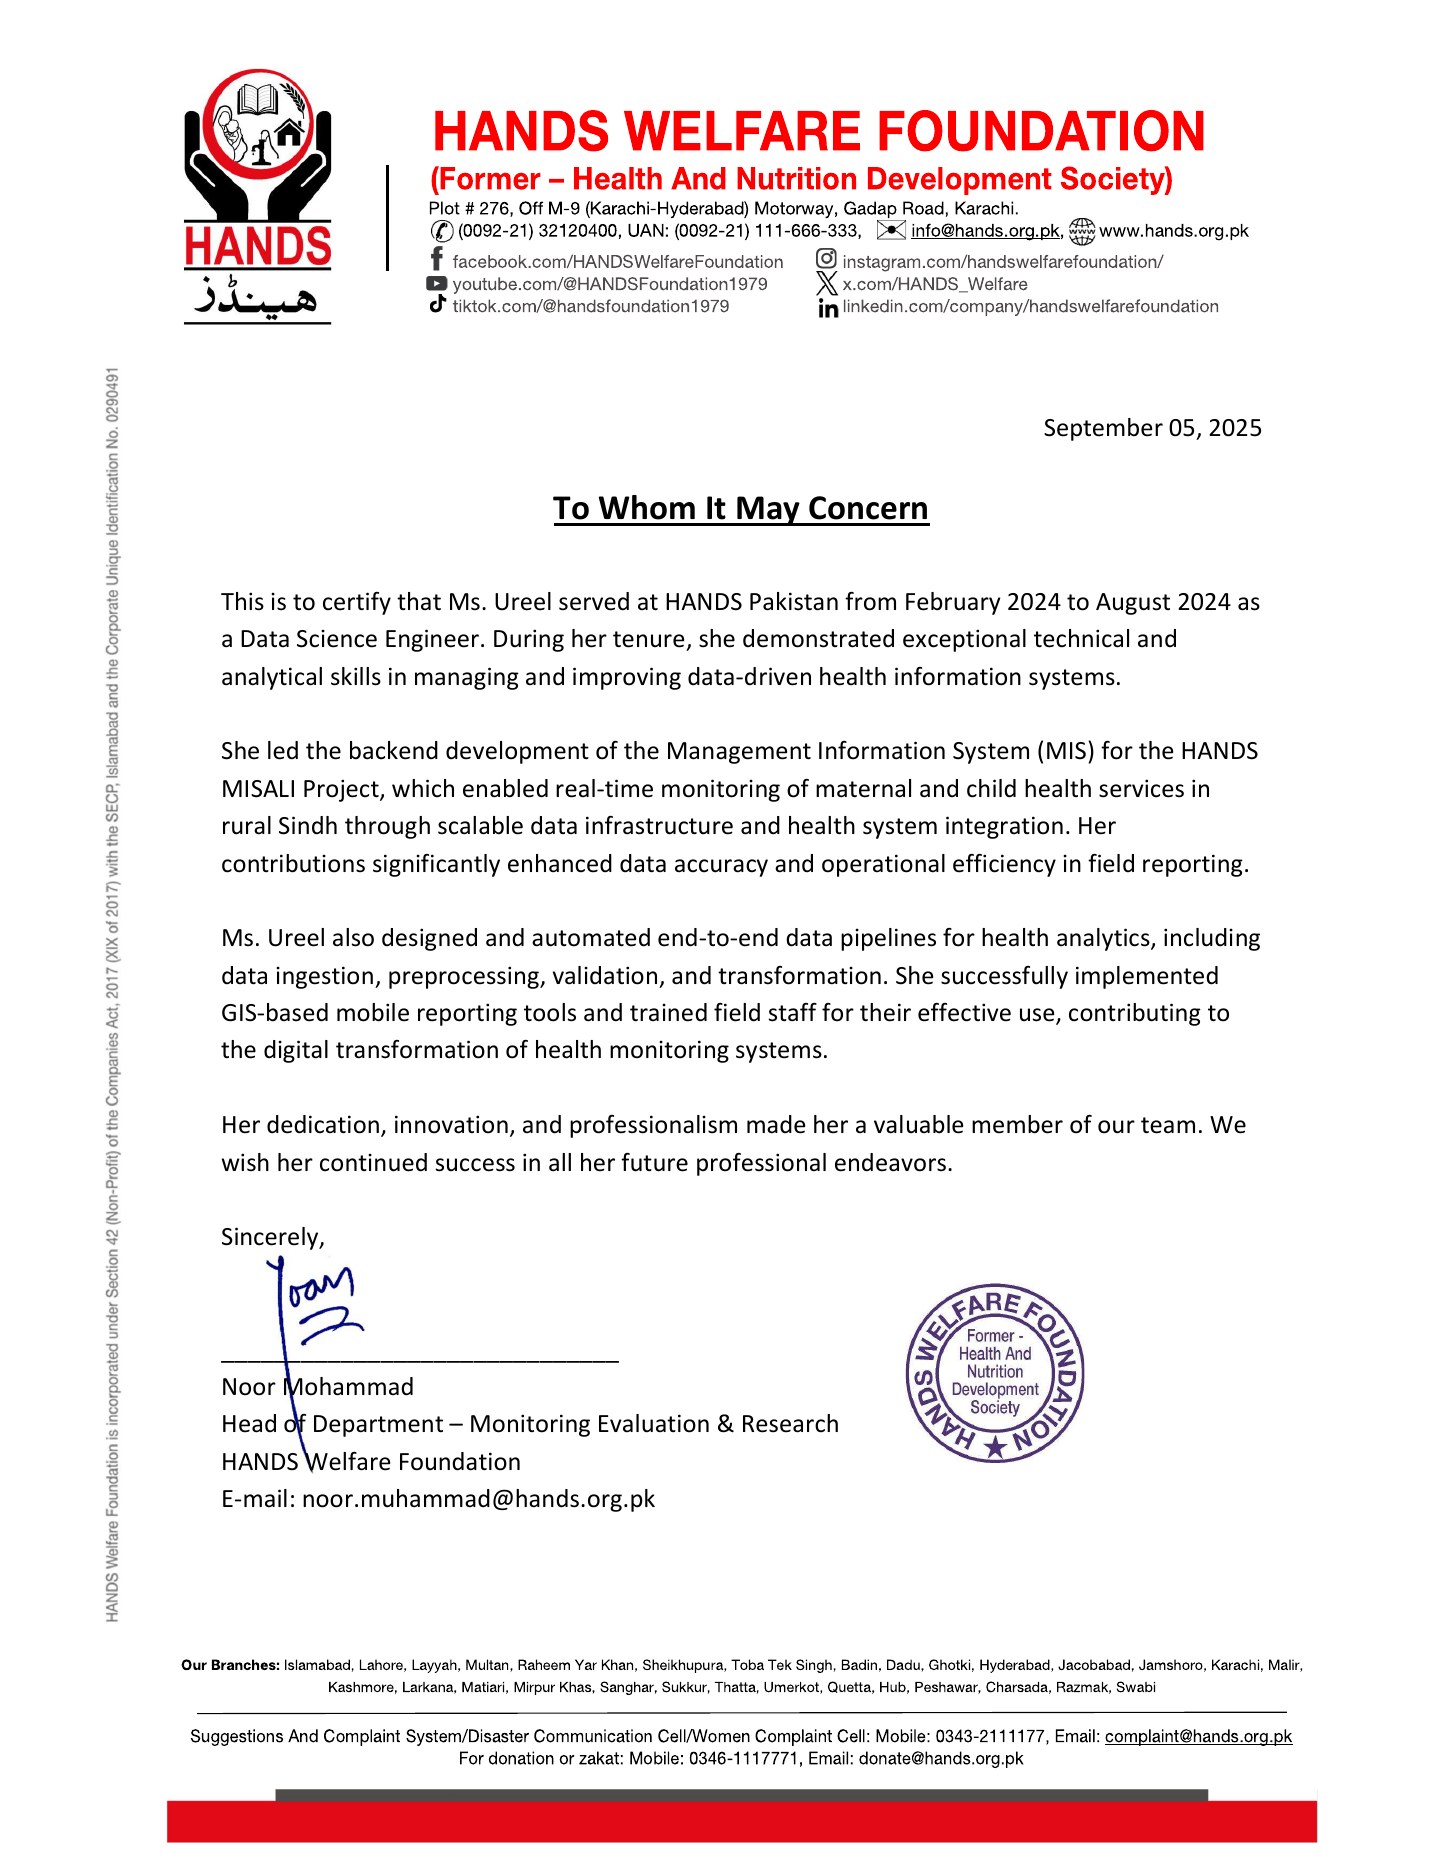 HANDS
ہینڈز
HANDS WELFARE FOUNDATION
(Former – Health And Nutrition Development Society)
Plot # 276, Off M-9 (Karachi-Hyderabad) Motorway, Gadap Road, Karachi.
(0092-21) 32120400, UAN: (0092-21) 111-666-333, info@hands.org.pk, www.hands.org.pk
facebook.com/HANDSWelfareFoundation instagram.com/handswelfarefoundation/
youtube.com/@HANDSFoundation1979 x.com/HANDS_Welfare
tiktok.com/@handsfoundation1979 linkedin.com/company/handswelfarefoundation
HANDS Welfare Foundation is incorporated under Section 42 (Non-Profit) of the Companies Act, 2017 (XIX of 2017) with the SECP, Islamabad and the Corporate Unique Identification No. 0290491
September 05, 2025
To Whom It May Concern
This is to certify that Ms. Ureel served at HANDS Pakistan from February 2024 to August 2024 as
a Data Science Engineer. During her tenure, she demonstrated exceptional technical and
analytical skills in managing and improving data-driven health information systems.
She led the backend development of the Management Information System (MIS) for the HANDS
MISALI Project, which enabled real-time monitoring of maternal and child health services in
rural Sindh through scalable data infrastructure and health system integration. Her
contributions significantly enhanced data accuracy and operational efficiency in field reporting.
Ms. Ureel also designed and automated end-to-end data pipelines for health analytics, including
data ingestion, preprocessing, validation, and transformation. She successfully implemented
GIS-based mobile reporting tools and trained field staff for their effective use, contributing to
the digital transformation of health monitoring systems.
Her dedication, innovation, and professionalism made her a valuable member of our team. We
wish her continued success in all her future professional endeavors.
Sincerely,
Noor Mohammad
Head of Department – Monitoring Evaluation & Research
HANDS Welfare Foundation
E-mail: noor.muhammad@hands.org.pk
HANDS WELFARE FOUNDATION
Former -
Health And
Nutrition
Development
Society
Our Branches: Islamabad, Lahore, Layyah, Multan, Raheem Yar Khan, Sheikhupura, Toba Tek Singh, Badin, Dadu, Ghotki, Hyderabad, Jacobabad, Jamshoro, Karachi, Malir,
Kashmore, Larkana, Matiari, Mirpur Khas, Sanghar, Sukkur, Thatta, Umerkot, Quetta, Hub, Peshawar, Charsada, Razmak, Swabi
Suggestions And Complaint System/Disaster Communication Cell/Women Complaint Cell: Mobile: 0343-2111177, Email: complaint@hands.org.pk
For donation or zakat: Mobile: 0346-1117771, Email: donate@hands.org.pk